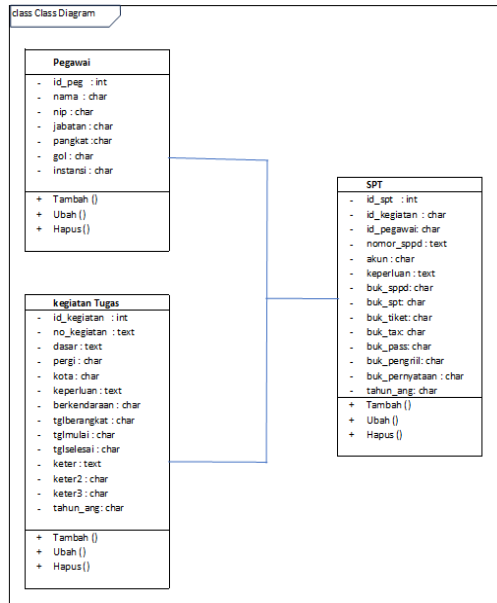 class Class Diagram
Pegawai
- id_peg : int
- nama : char
- nip : char
- jabatan : char
- pangkat :char
- gol : char
- instansi : char
+ Tambah ()
+ Ubah ()
+ Hapus ()
kegiatan Tugas
- id_kegiatan : int
- no_kegiatan : text
- dasar : text
- pergi : char
- kota : char
- keperluan : text
- berkendaraan : char
- tglberangkat : char
- tglmulai : char
- tglselesai : char
- keter : text
- keter2 : char
- keter3 : char
- tahun_ang: char
+ Tambah ()
+ Ubah ()
+ Hapus ()
SPT
- id_spt : int
- id_kegiatan : char
- id_pegawai: char
- nomor_sppd : text
- akun : char
- keperluan : text
- buk_sppd : char
- buk_spt: char
- buk_tiket : char
- buk_tax: char
- buk_pass: char
- buk_pengriil : char
- buk_pernyataan : char
- tahun_ang: char
+ Tambah ()
+ Ubah ()
+ Hapus ()